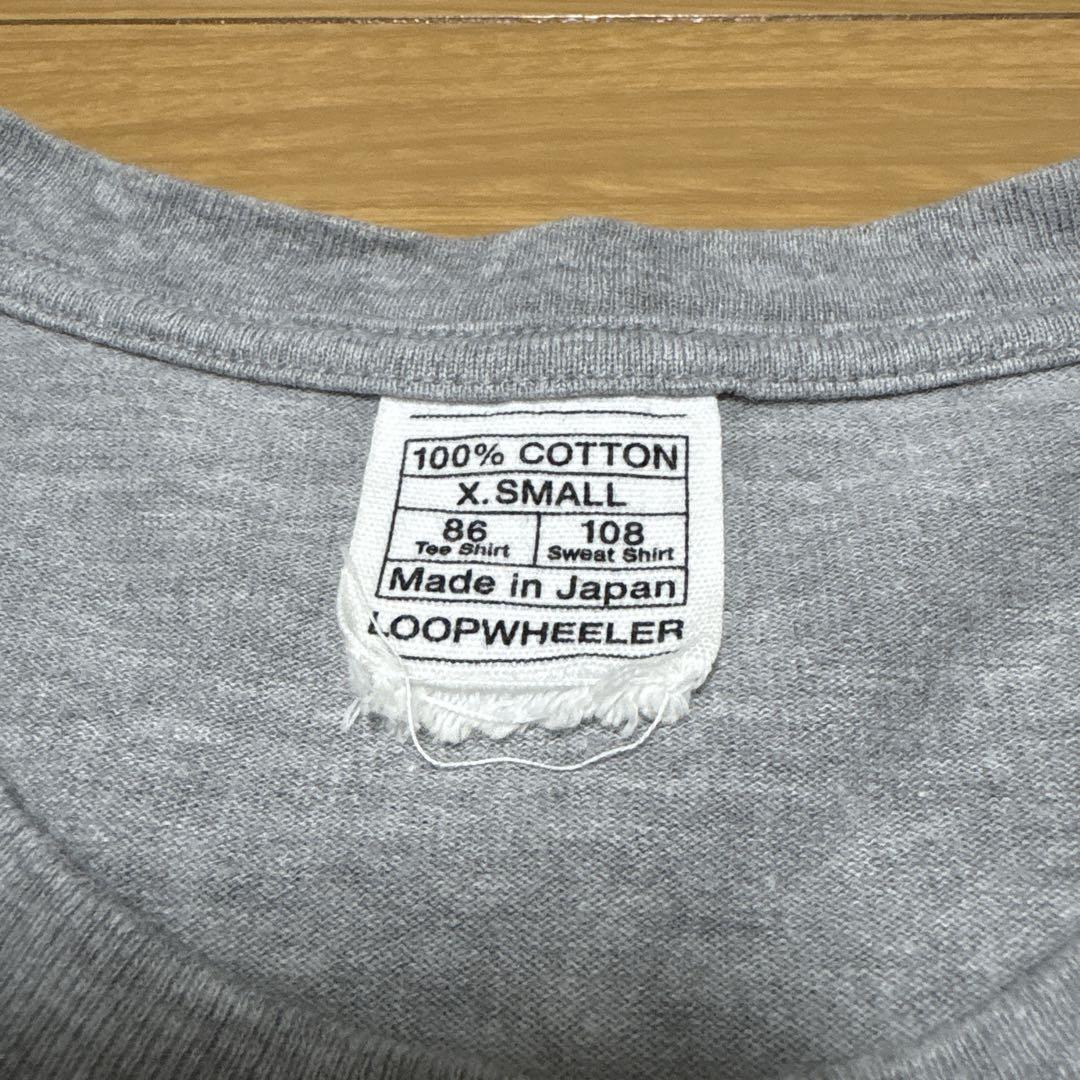 100% COTTON
X.SMALL
86 108
Tee Shirt Sweat Shirt
Made in Japan
LOOPWHEELER